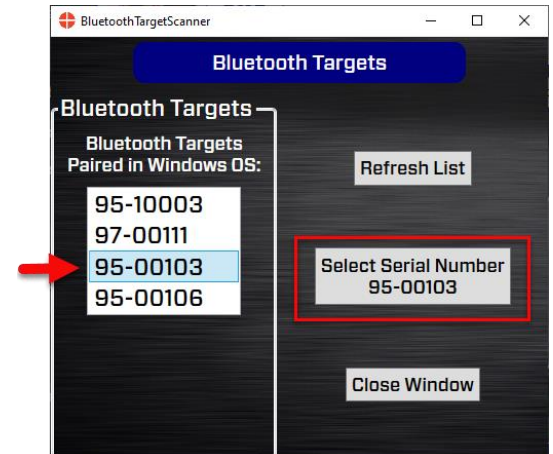 BluetoothTargetScanner
Bluetooth Targets
Bluetooth Targets
Bluetooth Targets
Paired in Windows OS:
95-10003
97-00111
95-00103
95-00106
Refresh List
Select Serial Number
95-00103
Close Window